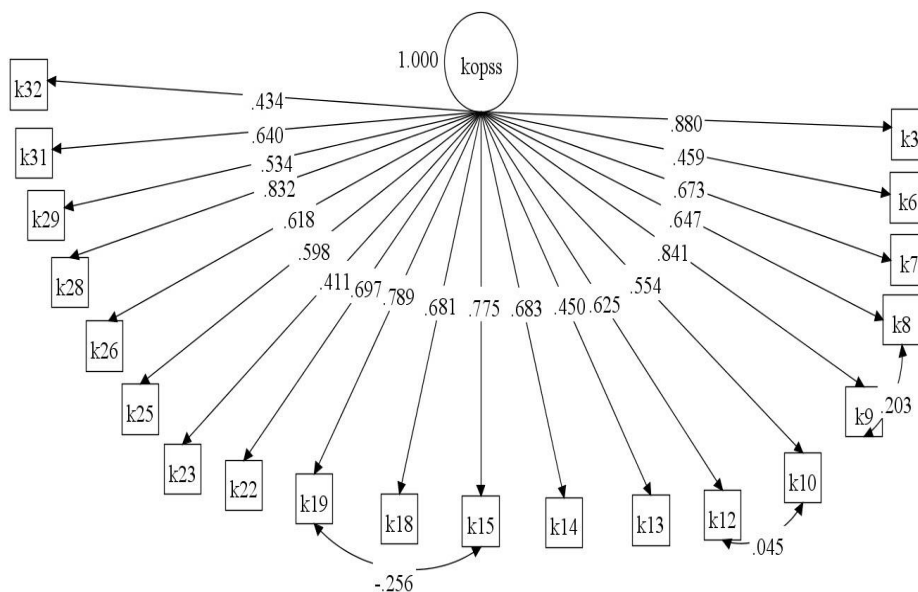 1.000
kopss
k32
.434
.880
k3
k31
.640
.459
k6
.534
.673
k29
.832
.647
k7
.618
.841
k28
.598
.554
k8
.411
.697
.789
.681
.775
.683
.450
.625
k26
k25
k9
.203
k23
k22
k19
k18
k15
k14
k13
k12
k10
-.256
.045